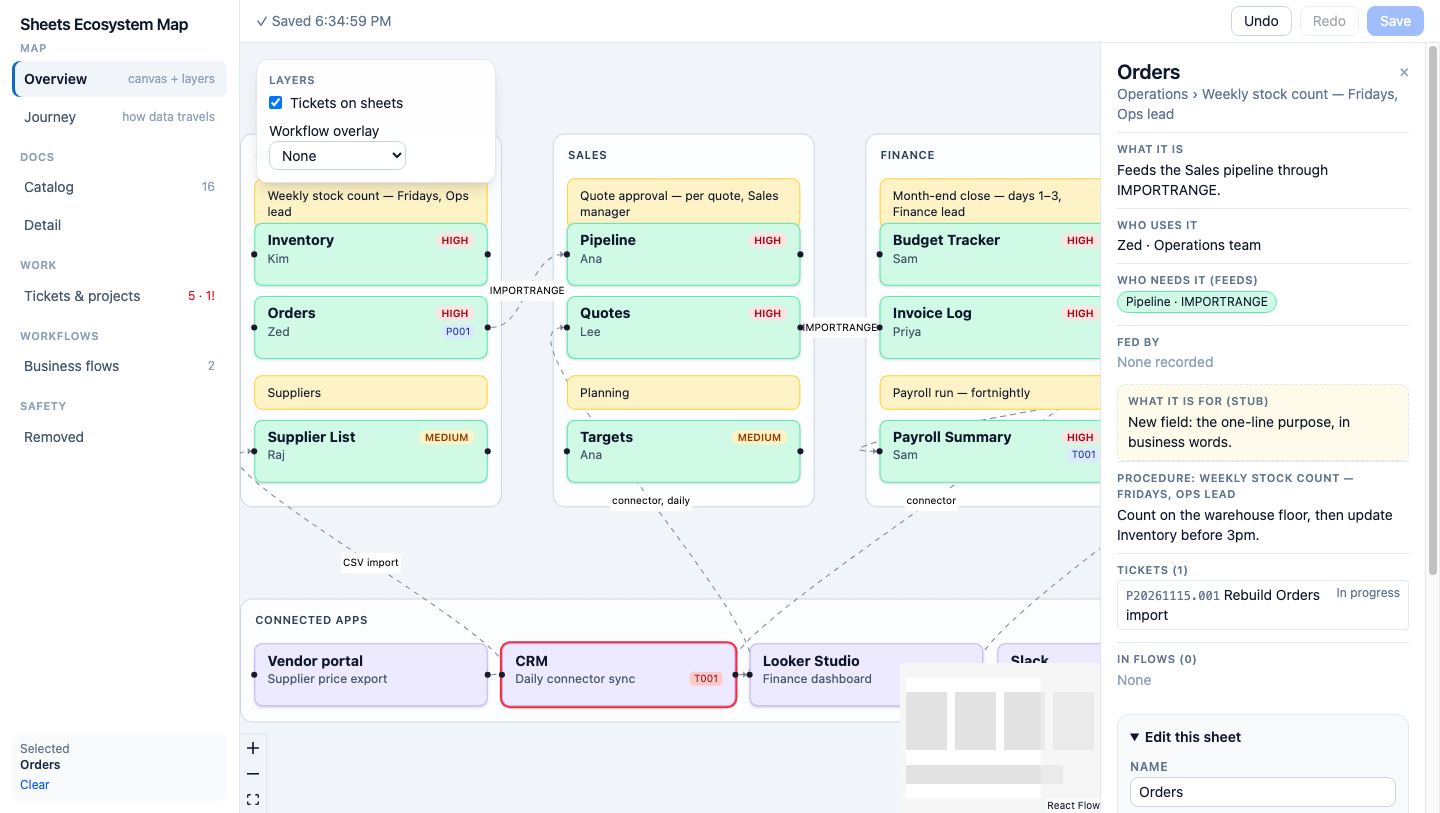 Sheets Ecosystem Map
MAP
Overview canvas + layers
Journey how data travels
DOCS
Catalog 16
Detail
WORK
Tickets & projects 5 · 1!
WORKFLOWS
Business flows 2
SAFETY
Removed
Selected
Orders
Clear
✓ Saved 6:34:59 PM
Undo
Redo
Save
LAYERS
Tickets on sheets
Workflow overlay
None
Weekly stock count — Fridays, Ops
lead
Inventory HIGH
Kim
Orders HIGH
Zed P001
Suppliers
Supplier List MEDIUM
Raj
IMPORTRANGE
SALES
Quote approval — per quote, Sales
manager
Pipeline HIGH
Ana
Quotes HIGH
Lee
Planning
Targets MEDIUM
Ana
IMPORTRANGE
FINANCE
Month-end close — days 1–3,
Finance lead
Budget Tracker HIGH
Sam
Invoice Log HIGH
Priya
Payroll run — fortnightly
Payroll Summary HIGH
Sam T001
connector, daily
connector
CSV import
CONNECTED APPS
Vendor portal
Supplier price export
CRM
Daily connector sync T001
Looker Studio
Finance dashboard
Slack
React Flow
Orders ×
Operations › Weekly stock count — Fridays,
Ops lead
WHAT IT IS
Feeds the Sales pipeline through
IMPORTRANGE.
WHO USES IT
Zed · Operations team
WHO NEEDS IT (FEEDS)
Pipeline · IMPORTRANGE
FED BY
None recorded
WHAT IT IS FOR (STUB)
New field: the one-line purpose, in
business words.
PROCEDURE: WEEKLY STOCK COUNT —
FRIDAYS, OPS LEAD
Count on the warehouse floor, then update
Inventory before 3pm.
TICKETS (1)
P20261115.001 Rebuild Orders In progress
import
IN FLOWS (0)
None
▼ Edit this sheet
NAME
Orders